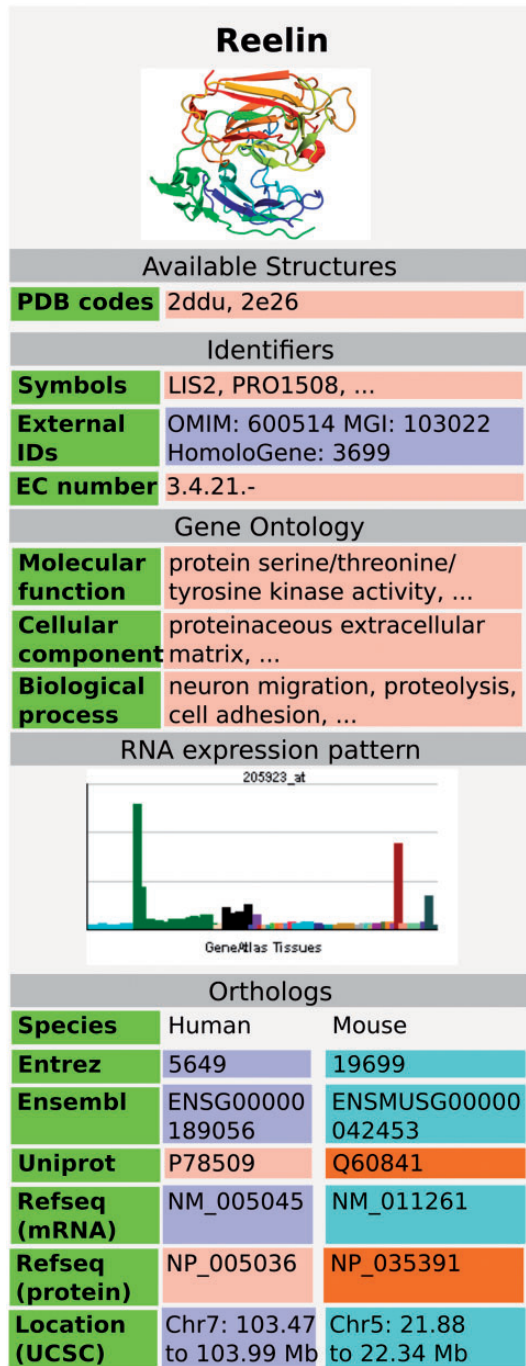 Reelin
Available Structures
PDB codes 2ddu, 2e26
Identifiers
Symbols LIS2, PRO1508, ...
External IDs OMIM: 600514 MGI: 103022
HomoloGene: 3699
EC number 3.4.21.-
Gene Ontology
Molecular function protein serine/threonine/
tyrosine kinase activity, ...
Cellular component proteinaceous extracellular
matrix, ...
Biological process neuron migration, proteolysis,
cell adhesion, ...
RNA expression pattern
205923_at
GeneAtlas Tissues
Orthologs
Species Human Mouse
Entrez 5649 19699
Ensembl ENSG00000 ENSMUSG00000
189056 042453
Uniprot P78509 Q60841
Refseq NM_005045 NM_011261
(mRNA)
Refseq NP_005036 NP_035391
(protein)
Location Chr7: 103.47 Chr5: 21.88
(UCSC) to 103.99 Mb to 22.34 Mb